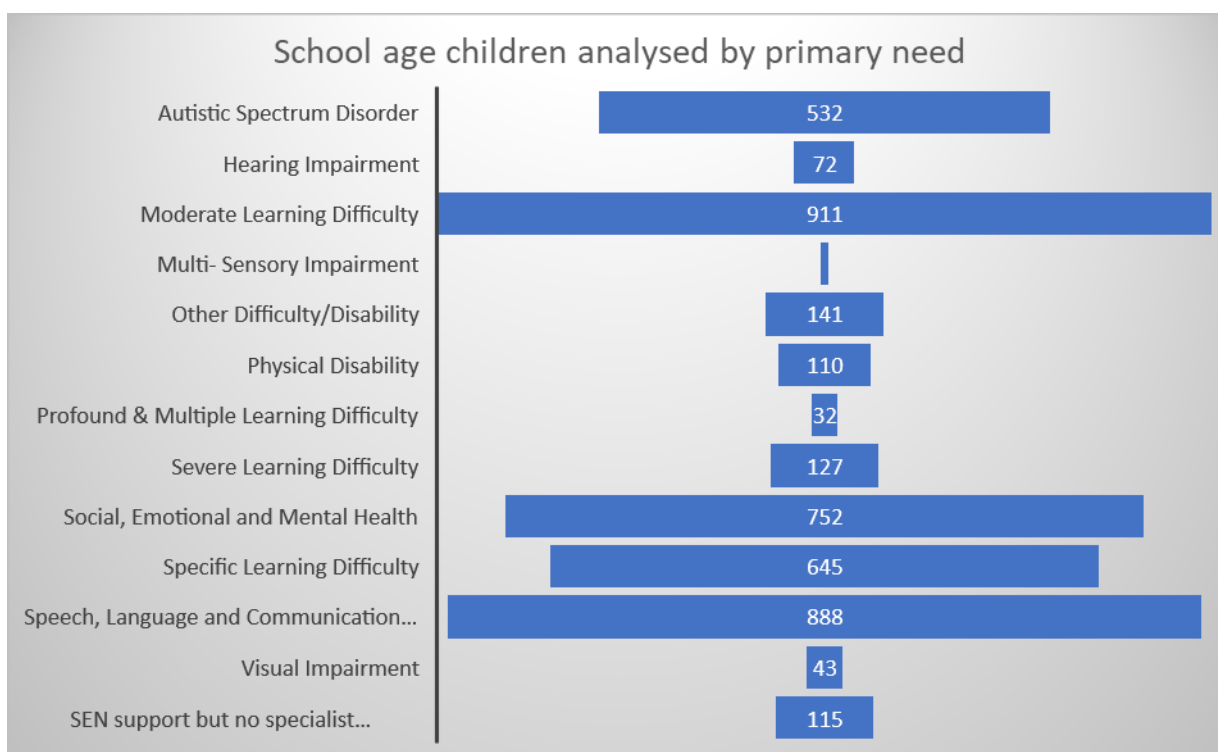 School age children analysed by primary need
Autistic Spectrum Disorder 532
Hearing Impairment 72
Moderate Learning Difficulty 911
Multi- Sensory Impairment
Other Difficulty/Disability 141
Physical Disability 110
Profound & Multiple Learning Difficulty 32
Severe Learning Difficulty 127
Social, Emotional and Mental Health 752
Specific Learning Difficulty 645
Speech, Language and Communication... 888
Visual Impairment 43
SEN support but no specialist... 115